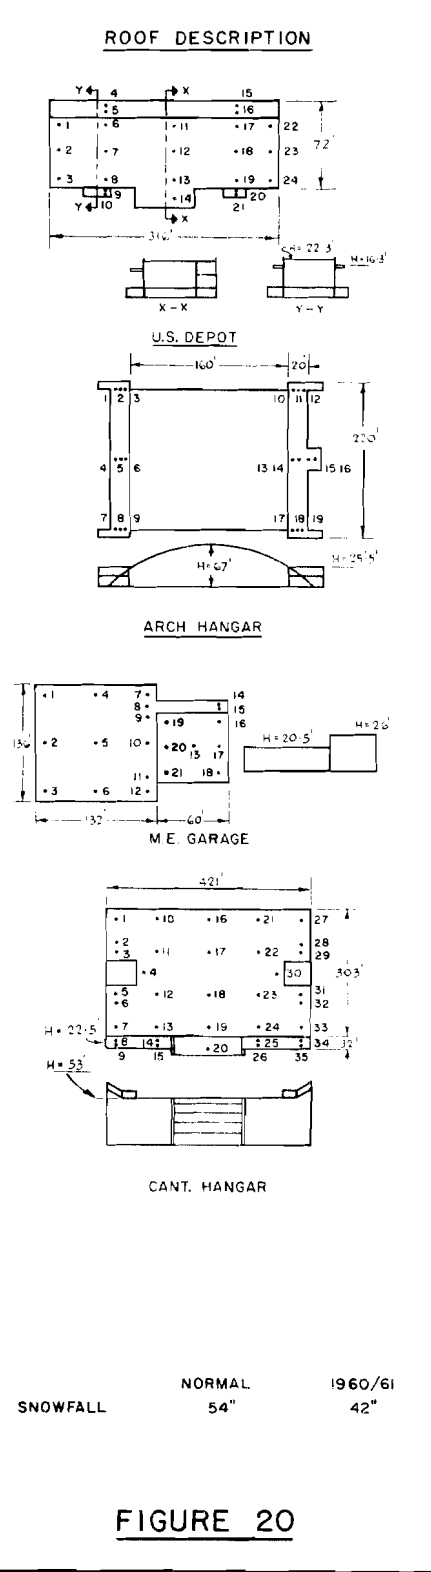 ROOF DESCRIPTION
Y 4 X 15
5 16
1 6 11 17 22
2 7 12 18 23 72'
3 8 13 19 24
9 14 20
Y 10 X 21
H= 22·3' H=16·3'
X-X Y-Y
U.S. DEPOT
160' 20'
1 2 3 10 11 12
220'
4 5 6 13 14 15 16
7 8 9 17 18 19
H=67' H=25·5'
ARCH HANGAR
1 4 7 14
8 15
9 19 16
136' 2 5 10 20 13 17 H=20·5' H=26'
11 21 18
3 6 12
132' 60'
M.E. GARAGE
421'
1 10 16 21 27
2 28
3 11 17 22 29
4 30 303'
5 12 18 23 31
6 32
7 13 19 24 33
H=22·5' 8 14 20 25 34 32'
9 15 26 35
H=53'
CANT. HANGAR
NORMAL 1960/61
SNOWFALL 54" 42"
FIGURE 20